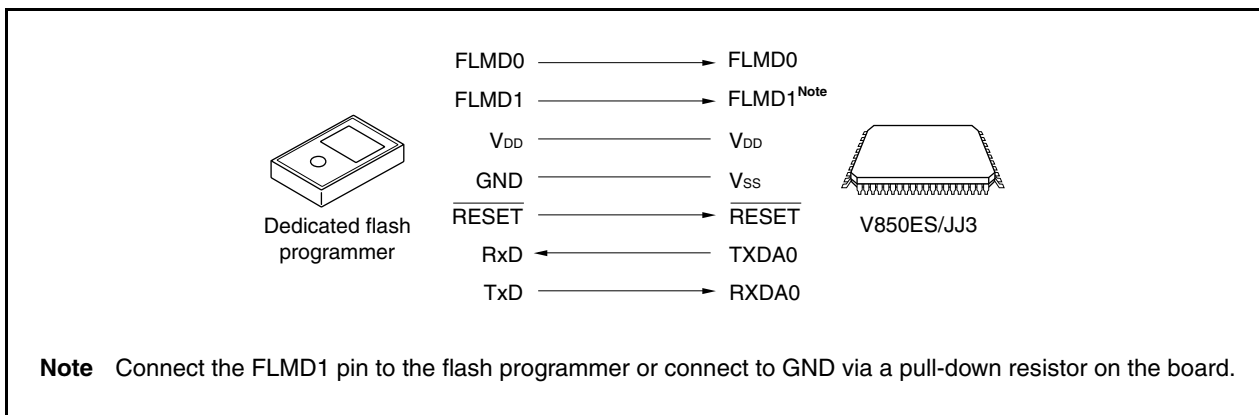 FLMD0 FLMD0
FLMD1 FLMD1Note
VDD VDD
GND VSS
RESET RESET
Dedicated flash
programmer
V850ES/JJ3
RxD TXDA0
TxD RXDA0
Note Connect the FLMD1 pin to the flash programmer or connect to GND via a pull-down resistor on the board.